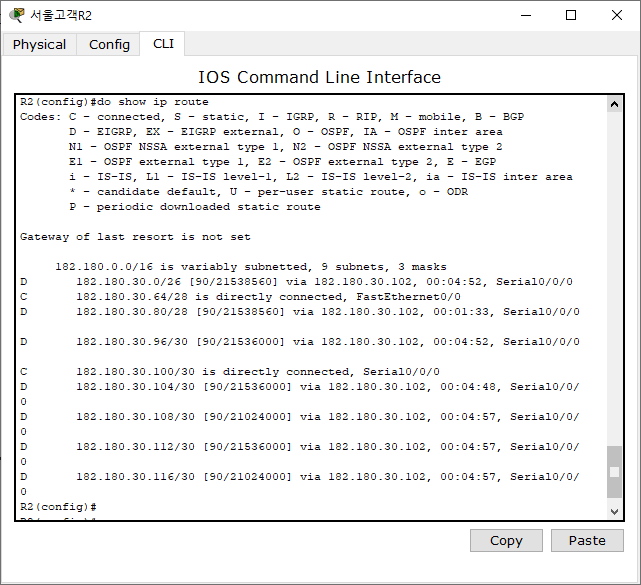 서울고객R2
Physical Config CLI
IOS Command Line Interface
R2(config)#do show ip route
Codes: C - connected, S - static, I - IGRP, R - RIP, M - mobile, B - BGP
D - EIGRP, EX - EIGRP external, O - OSPF, IA - OSPF inter area
N1 - OSPF NSSA external type 1, N2 - OSPF NSSA external type 2
E1 - OSPF external type 1, E2 - OSPF external type 2, E - EGP
i - IS-IS, L1 - IS-IS level-1, L2 - IS-IS level-2, ia - IS-IS inter area
* - candidate default, U - per-user static route, o - ODR
P - periodic downloaded static route
Gateway of last resort is not set
182.180.0.0/16 is variably subnetted, 9 subnets, 3 masks
D 182.180.30.0/26 [90/21538560] via 182.180.30.102, 00:04:52, Serial0/0/0
C 182.180.30.64/28 is directly connected, FastEthernet0/0
D 182.180.30.80/28 [90/21538560] via 182.180.30.102, 00:01:33, Serial0/0/0
D 182.180.30.96/30 [90/21536000] via 182.180.30.102, 00:04:52, Serial0/0/0
C 182.180.30.100/30 is directly connected, Serial0/0/0
D 182.180.30.104/30 [90/21536000] via 182.180.30.102, 00:04:48, Serial0/0/
0
D 182.180.30.108/30 [90/21024000] via 182.180.30.102, 00:04:57, Serial0/0/
0
D 182.180.30.112/30 [90/21536000] via 182.180.30.102, 00:04:57, Serial0/0/
0
D 182.180.30.116/30 [90/21024000] via 182.180.30.102, 00:04:57, Serial0/0/
0
R2(config)#
R2(config)#
Copy Paste